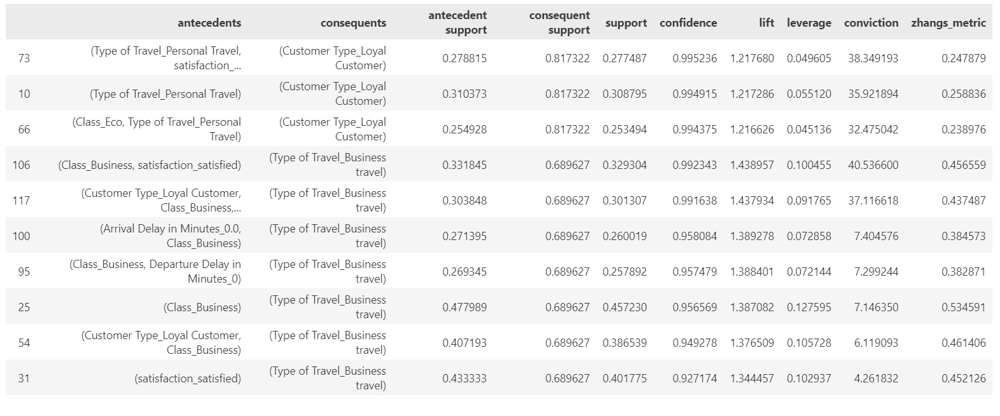 antecedents consequents antecedent support consequent support support confidence lift leverage conviction zhangs_metric
73 (Type of Travel_Personal Travel, satisfaction_... (Customer Type_Loyal Customer) 0.278815 0.817322 0.277487 0.995236 1.217680 0.049605 38.349193 0.247879
10 (Type of Travel_Personal Travel) (Customer Type_Loyal Customer) 0.310373 0.817322 0.308795 0.994915 1.217286 0.055120 35.921894 0.258836
66 (Class_Eco, Type of Travel_Personal Travel) (Customer Type_Loyal Customer) 0.254928 0.817322 0.253494 0.994375 1.216626 0.045136 32.475042 0.238976
106 (Class_Business, satisfaction_satisfied) (Type of Travel_Business travel) 0.331845 0.689627 0.329304 0.992343 1.438957 0.100455 40.536600 0.456559
117 (Customer Type_Loyal Customer, Class_Business,... (Type of Travel_Business travel) 0.303848 0.689627 0.301307 0.991638 1.437934 0.091765 37.116618 0.437487
100 (Arrival Delay in Minutes_0.0, Class_Business) (Type of Travel_Business travel) 0.271395 0.689627 0.260019 0.958084 1.389278 0.072858 7.404576 0.384573
95 (Class_Business, Departure Delay in Minutes_0) (Type of Travel_Business travel) 0.269345 0.689627 0.257892 0.957479 1.388401 0.072144 7.299244 0.382871
25 (Class_Business) (Type of Travel_Business travel) 0.477989 0.689627 0.457230 0.956569 1.387082 0.127595 7.146350 0.534591
54 (Customer Type_Loyal Customer, Class_Business) (Type of Travel_Business travel) 0.407193 0.689627 0.386539 0.949278 1.376509 0.105728 6.119093 0.461406
31 (satisfaction_satisfied) (Type of Travel_Business travel) 0.433333 0.689627 0.401775 0.927174 1.344457 0.102937 4.261832 0.452126